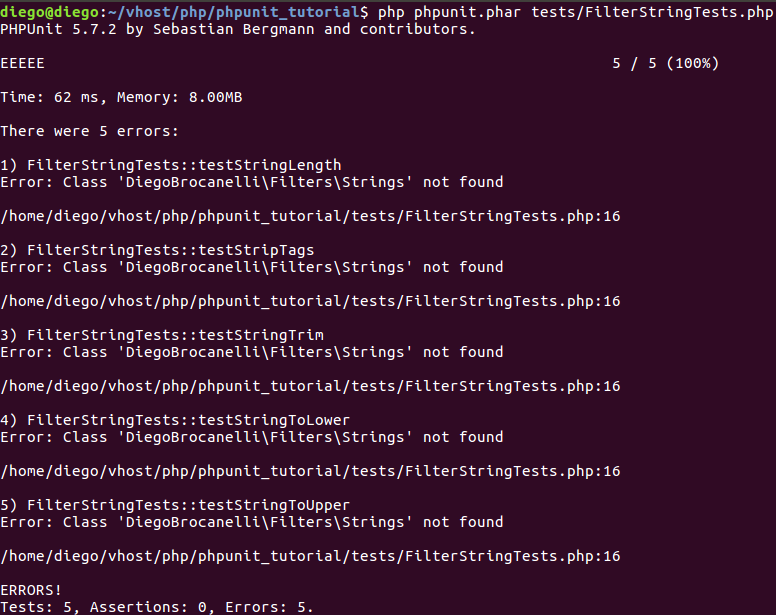 diego@diego:~/vhost/php/phpunit_tutorial$ php phpunit.phar tests/FilterStringTests.php
PHPUnit 5.7.2 by Sebastian Bergmann and contributors.
EEEEE 5 / 5 (100%)
Time: 62 ms, Memory: 8.00MB
There were 5 errors:
1) FilterStringTests::testStringLength
Error: Class 'DiegoBrocanelli\Filters\Strings' not found
/home/diego/vhost/php/phpunit_tutorial/tests/FilterStringTests.php:16
2) FilterStringTests::testStripTags
Error: Class 'DiegoBrocanelli\Filters\Strings' not found
/home/diego/vhost/php/phpunit_tutorial/tests/FilterStringTests.php:16
3) FilterStringTests::testStringTrim
Error: Class 'DiegoBrocanelli\Filters\Strings' not found
/home/diego/vhost/php/phpunit_tutorial/tests/FilterStringTests.php:16
4) FilterStringTests::testStringToLower
Error: Class 'DiegoBrocanelli\Filters\Strings' not found
/home/diego/vhost/php/phpunit_tutorial/tests/FilterStringTests.php:16
5) FilterStringTests::testStringToUpper
Error: Class 'DiegoBrocanelli\Filters\Strings' not found
/home/diego/vhost/php/phpunit_tutorial/tests/FilterStringTests.php:16
ERRORS!
Tests: 5, Assertions: 0, Errors: 5.